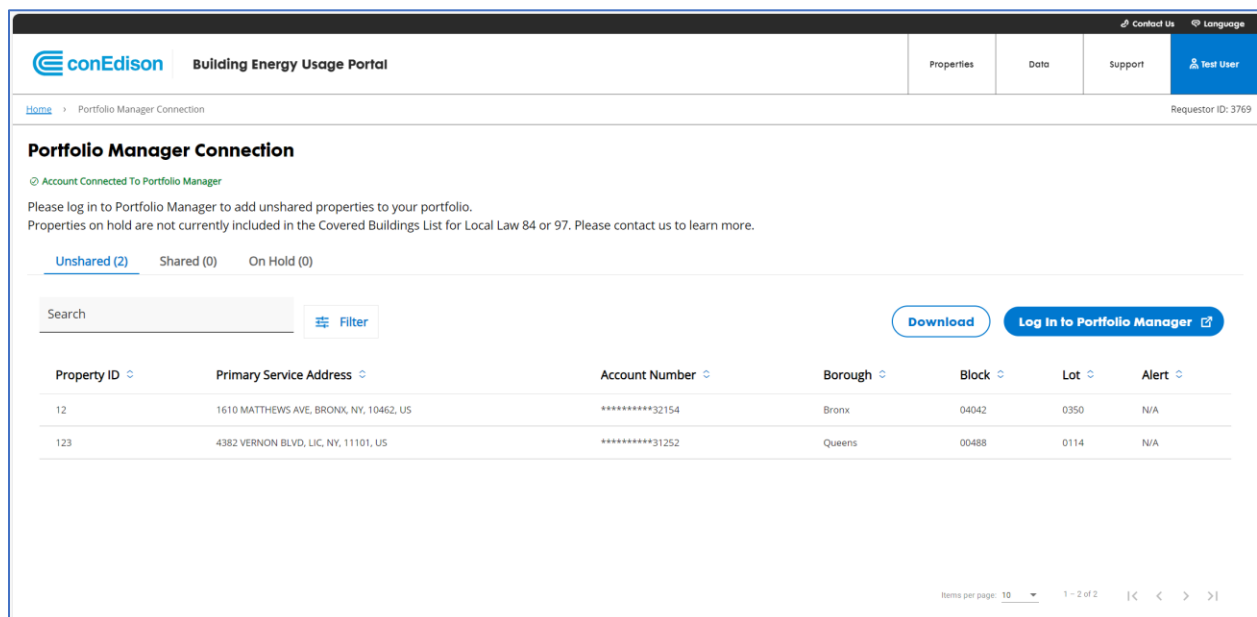 Contact Us Language
conEdison Building Energy Usage Portal Properties Data Support Test User
Home › Portfolio Manager Connection Requestor ID: 3769
Portfolio Manager Connection
Account Connected To Portfolio Manager
Please log in to Portfolio Manager to add unshared properties to your portfolio.
Properties on hold are not currently included in the Covered Buildings List for Local Law 84 or 97. Please contact us to learn more.
Unshared (2) Shared (0) On Hold (0)
Search Filter Download Log In to Portfolio Manager
Property ID Primary Service Address Account Number Borough Block Lot Alert
12 1610 MATTHEWS AVE, BRONX, NY, 10462, US **********32154 Bronx 04042 0350 N/A
123 4382 VERNON BLVD, LIC, NY, 11101, US **********31252 Queens 00488 0114 N/A
Items per page: 10 1 – 2 of 2